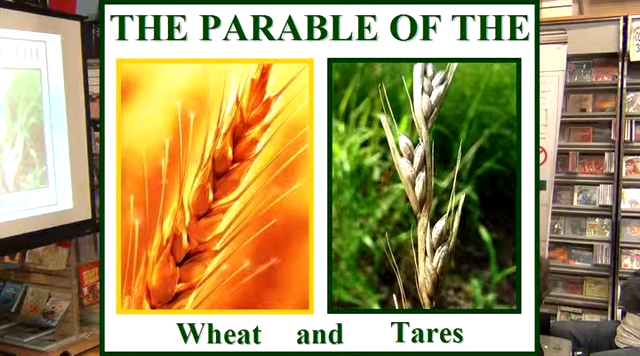 THE PARABLE OF THE
Wheat and Tares